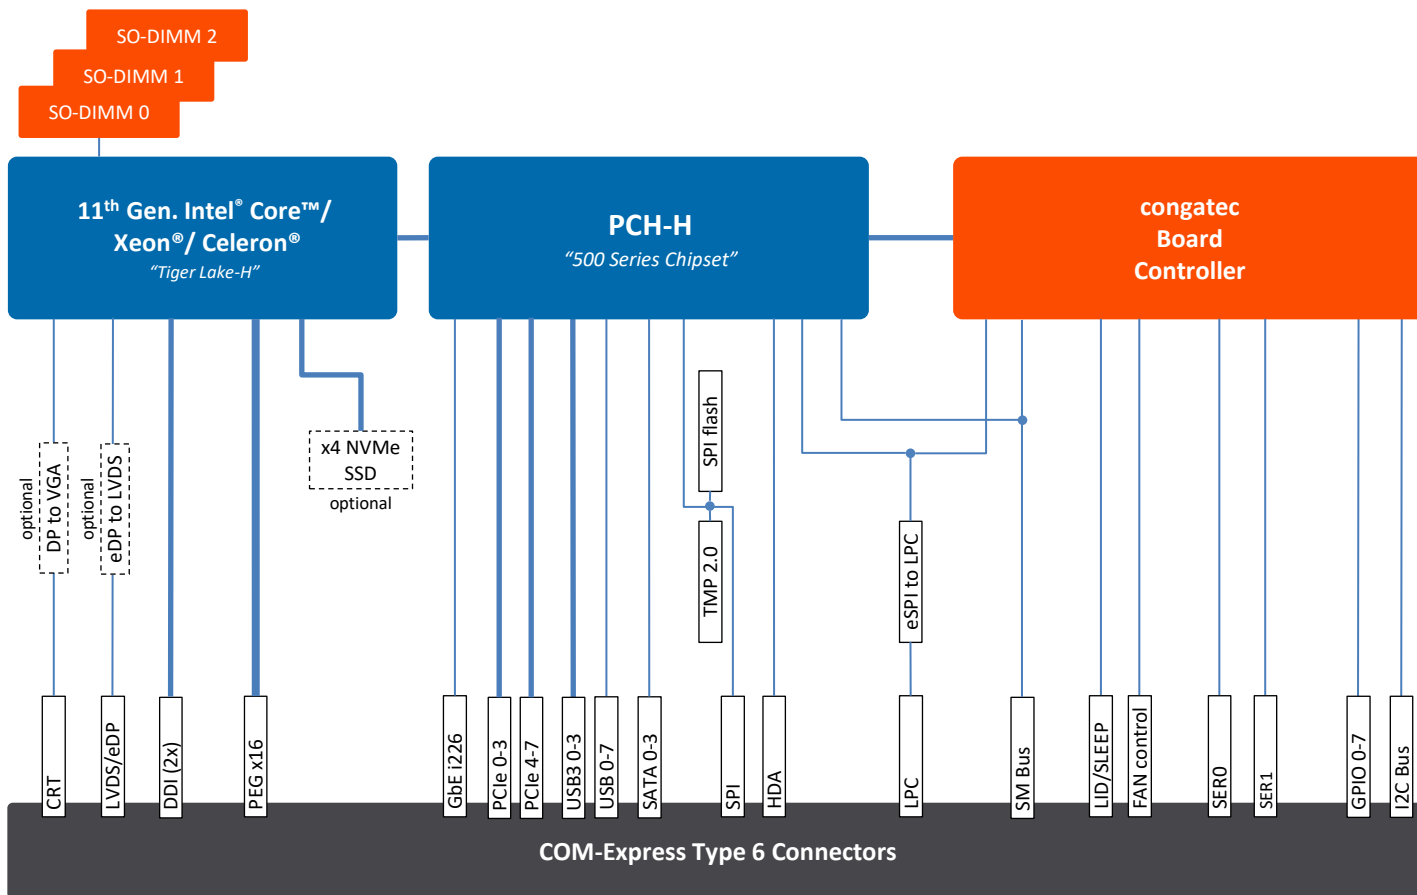 SO-DIMM 2
SO-DIMM 1
SO-DIMM 0
11th Gen. Intel® Core™/
Xeon®/ Celeron®
“Tiger Lake-H”
PCH-H
“500 Series Chipset”
congatec
Board
Controller
optional
DP to VGA
optional
eDP to LVDS
x4 NVMe
SSD
optional
SPI flash
TMP 2.0
eSPI to LPC
CRT
LVDS/eDP
DDI (2x)
PEG x16
GbE i226
PCIe 0-3
PCIe 4-7
USB3 0-3
USB 0-7
SATA 0-3
SPI
HDA
LPC
SM Bus
LID/SLEEP
FAN control
SER0
SER1
GPIO 0-7
I2C Bus
COM-Express Type 6 Connectors